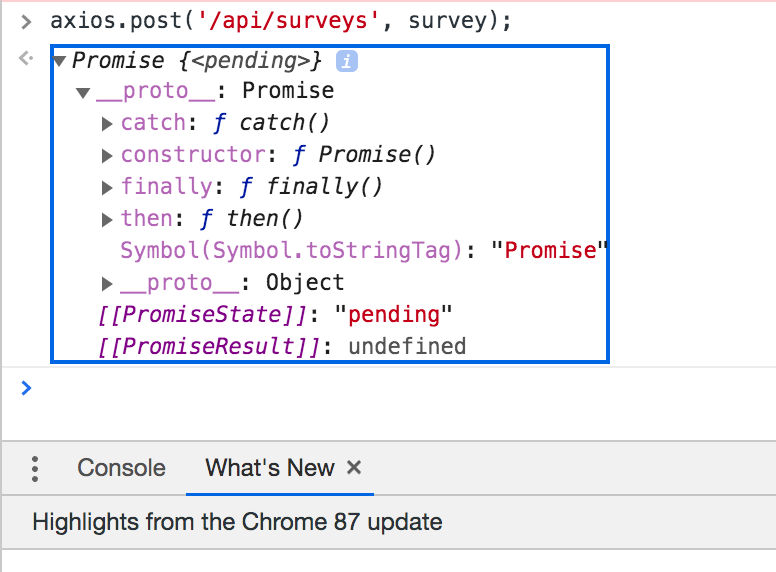 > axios.post('/api/surveys', survey);
Promise {<pending>} i
__proto__: Promise
catch: ƒ catch()
constructor: ƒ Promise()
finally: ƒ finally()
then: ƒ then()
Symbol(Symbol.toStringTag): "Promise"
__proto__: Object
[[PromiseState]]: "pending"
[[PromiseResult]]: undefined
>
Console What's New ×
Highlights from the Chrome 87 update